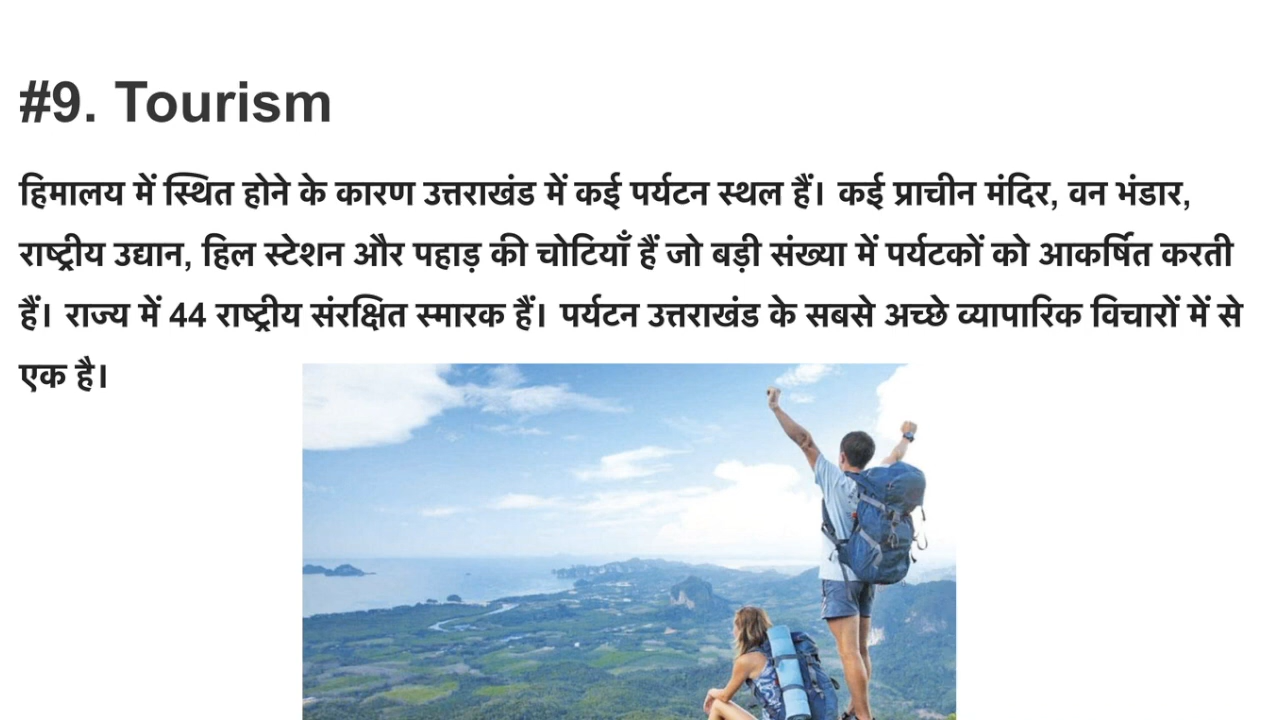 #9. Tourism
हिमालय में स्थित होने के कारण उत्तराखंड में कई पर्यटन स्थल हैं। कई प्राचीन मंदिर, वन भंडार,
राष्ट्रीय उद्यान, हिल स्टेशन और पहाड़ की चोटियाँ हैं जो बड़ी संख्या में पर्यटकों को आकर्षित करती
हैं। राज्य में 44 राष्ट्रीय संरक्षित स्मारक हैं। पर्यटन उत्तराखंड के सबसे अच्छे व्यापारिक विचारों में से
एक है।